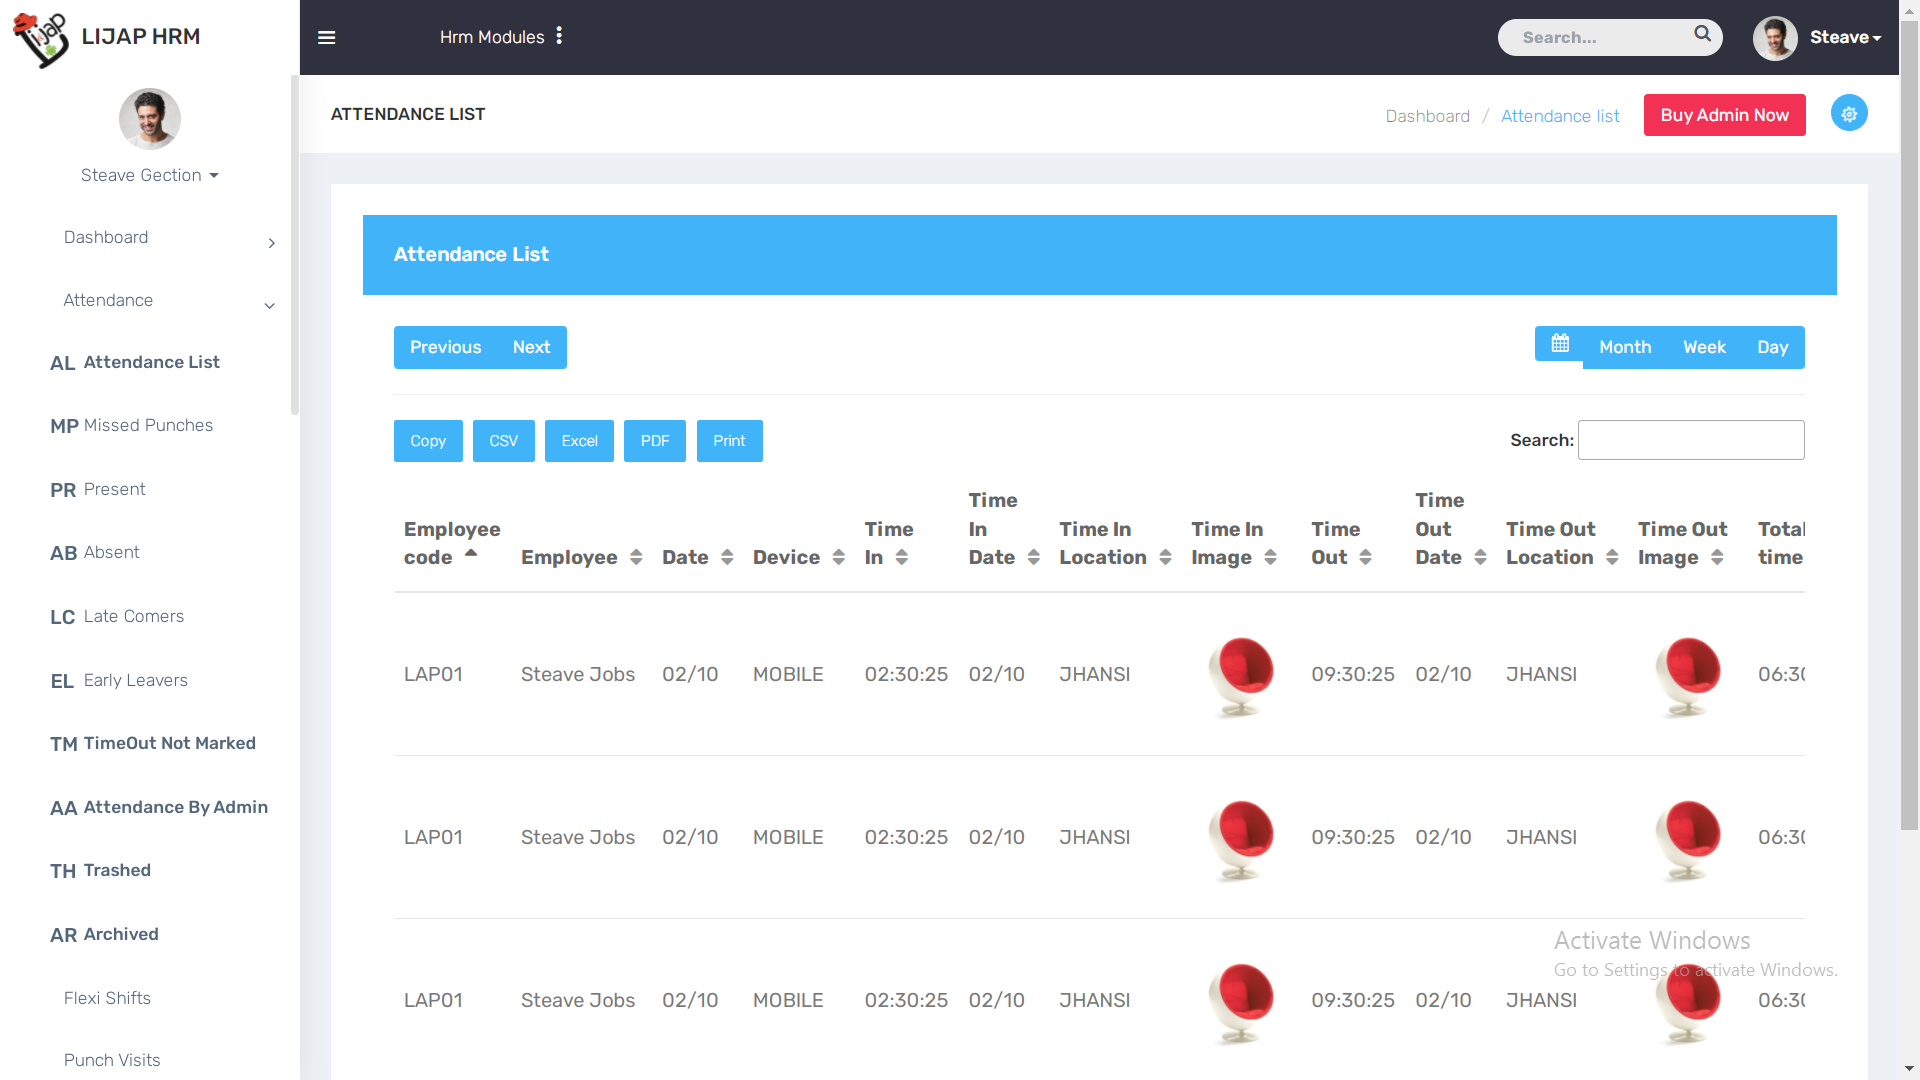 LIJAP HRM
Hrm Modules
Search...
Steave
Steave Gection
Dashboard
Attendance
AL Attendance List
MP Missed Punches
PR Present
AB Absent
LC Late Comers
EL Early Leavers
TM TimeOut Not Marked
AA Attendance By Admin
TH Trashed
AR Archived
Flexi Shifts
Punch Visits
ATTENDANCE LIST
Dashboard / Attendance list
Buy Admin Now
Attendance List
Previous Next
Month Week Day
Copy CSV Excel PDF Print
Search:
Employee code Employee Date Device Time In Time In Date Time In Location Time In Image Time Out Time Out Date Time Out Location Time Out Image Total time
LAP01 Steave Jobs 02/10 MOBILE 02:30:25 02/10 JHANSI 09:30:25 02/10 JHANSI 06:30
LAP01 Steave Jobs 02/10 MOBILE 02:30:25 02/10 JHANSI 09:30:25 02/10 JHANSI 06:30
LAP01 Steave Jobs 02/10 MOBILE 02:30:25 02/10 JHANSI 09:30:25 02/10 JHANSI 06:30
Activate Windows
Go to Settings to activate Windows.